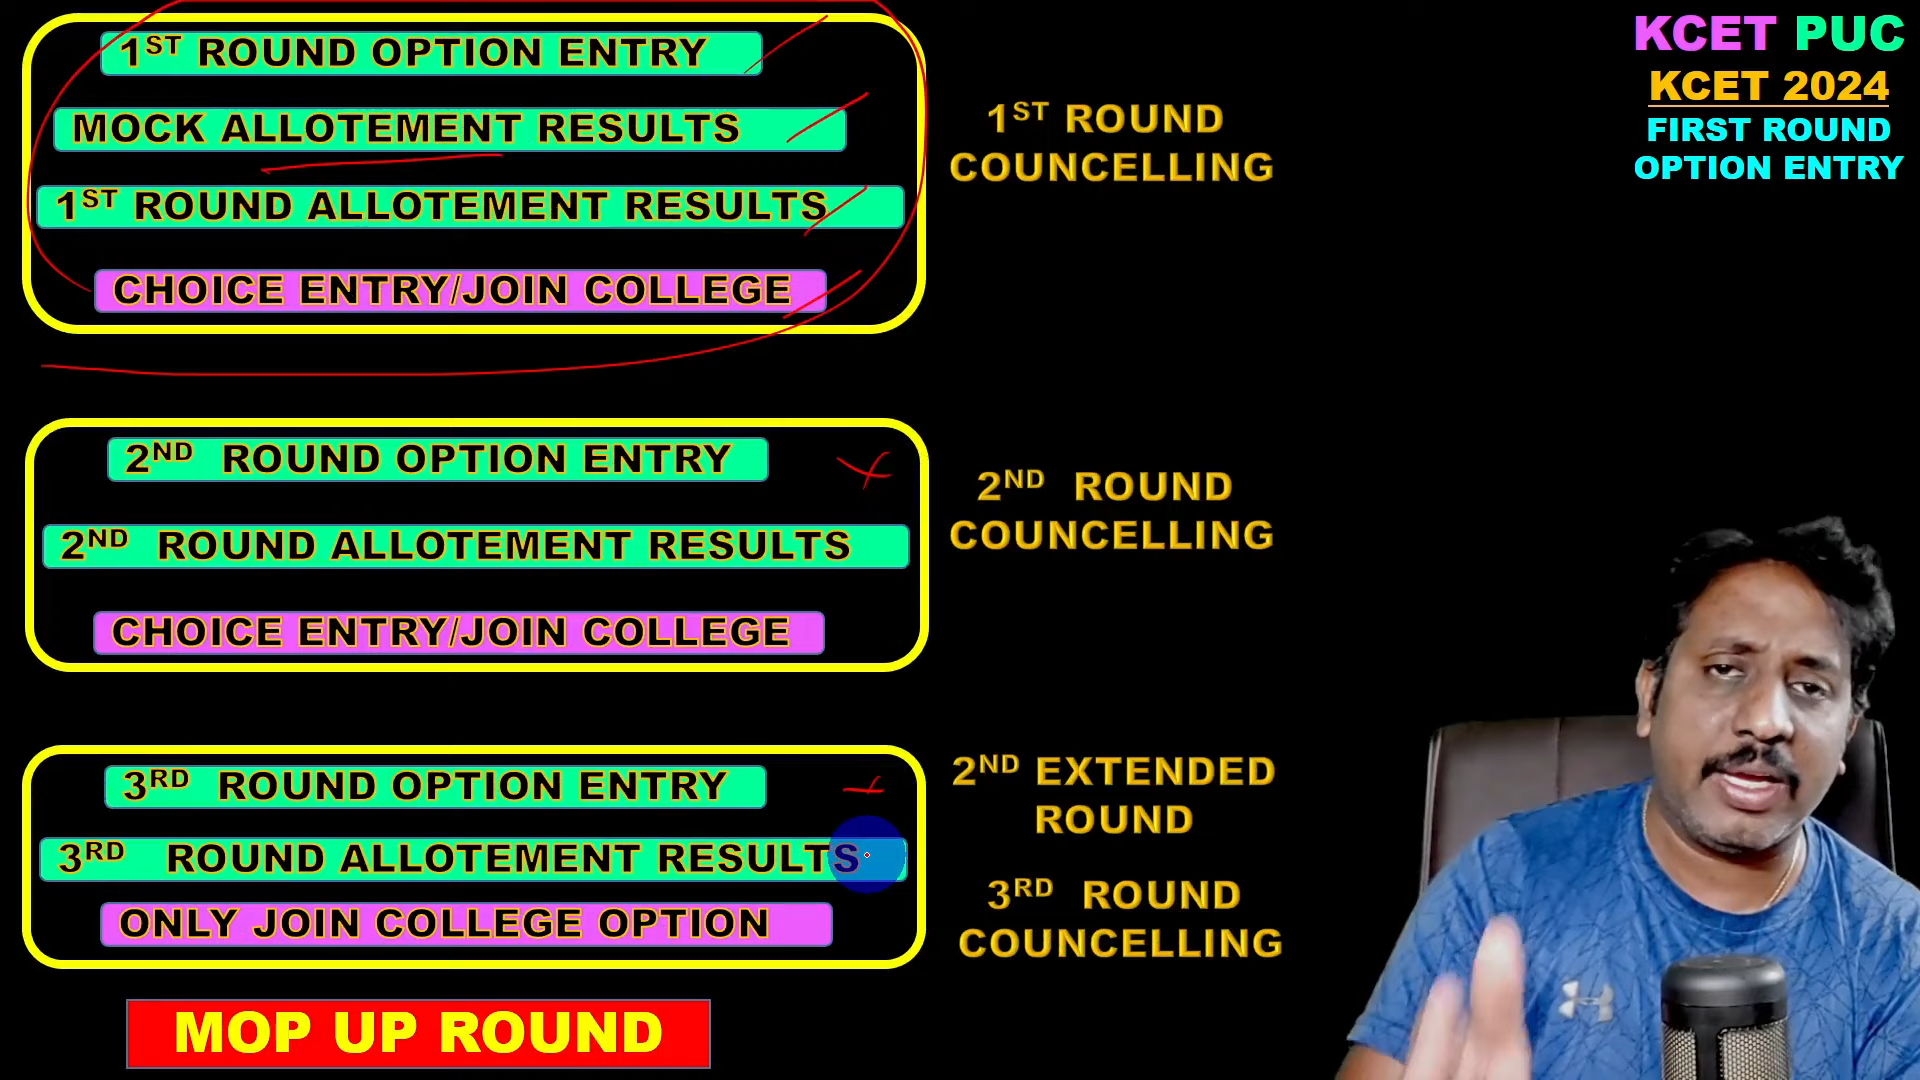 1ST ROUND OPTION ENTRY
MOCK ALLOTEMENT RESULTS
1ST ROUND ALLOTEMENT RESULTS
CHOICE ENTRY/JOIN COLLEGE
1ST ROUND
COUNCELLING
KCET PUC
KCET 2024
FIRST ROUND
OPTION ENTRY
2ND ROUND OPTION ENTRY
2ND ROUND ALLOTEMENT RESULTS
CHOICE ENTRY/JOIN COLLEGE
2ND ROUND
COUNCELLING
3RD ROUND OPTION ENTRY
3RD ROUND ALLOTEMENT RESULTS
ONLY JOIN COLLEGE OPTION
2ND EXTENDED
ROUND
3RD ROUND
COUNCELLING
MOP UP ROUND